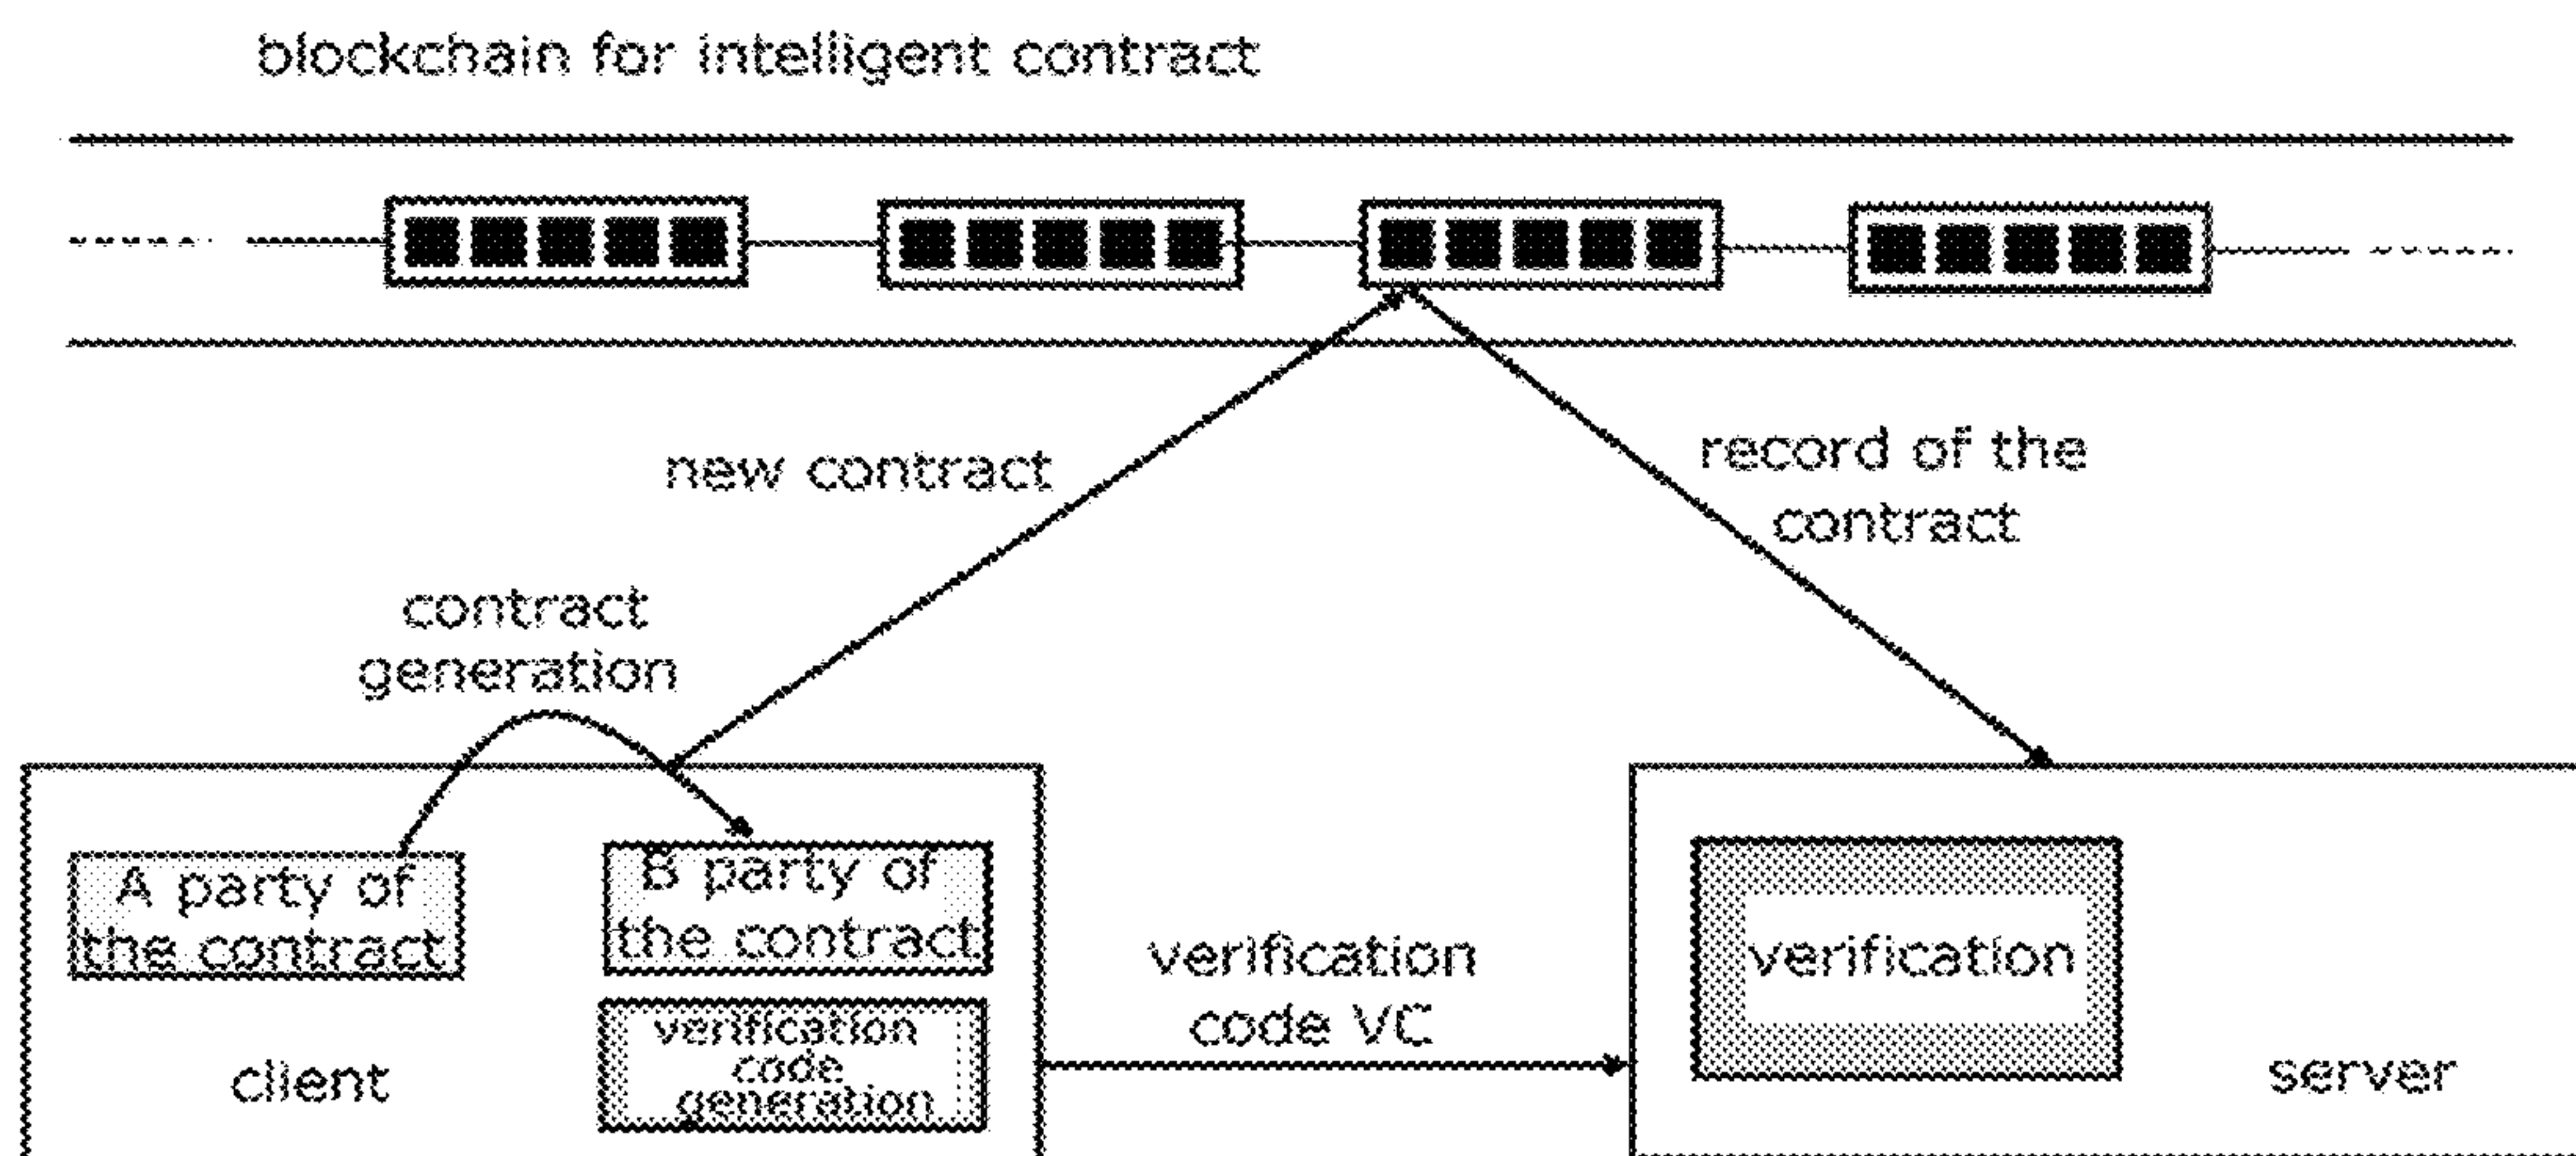 blockchain for intelligent contract
new contract
record of the
contract
contract
generation
A party of
the contract
B party of
the contract
verification
code
generation
client
verification
code VC
verification
server